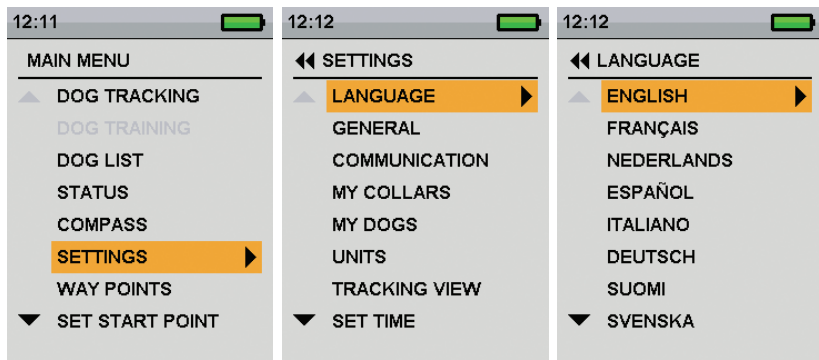 12:11
MAIN MENU
DOG TRACKING
DOG TRAINING
DOG LIST
STATUS
COMPASS
SETTINGS
WAY POINTS
SET START POINT
12:12
SETTINGS
LANGUAGE
GENERAL
COMMUNICATION
MY COLLARS
MY DOGS
UNITS
TRACKING VIEW
SET TIME
12:12
LANGUAGE
ENGLISH
FRANÇAIS
NEDERLANDS
ESPAÑOL
ITALIANO
DEUTSCH
SUOMI
SVENSKA